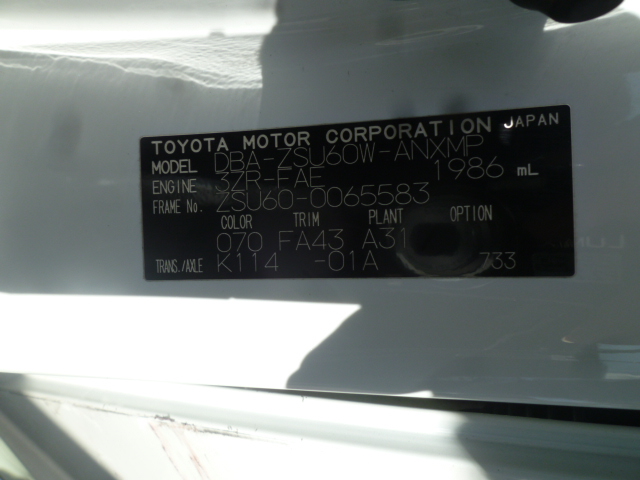 TOYOTA MOTOR CORPORATION JAPAN
MODEL DBA-ZSU60W-ANXMP
ENGINE 3ZR-FAE 1986 mL
FRAME No. ZSU60-0065583
COLOR TRIM PLANT OPTION
070 FA43 A31
TRANS./AXLE K114 -01A 733